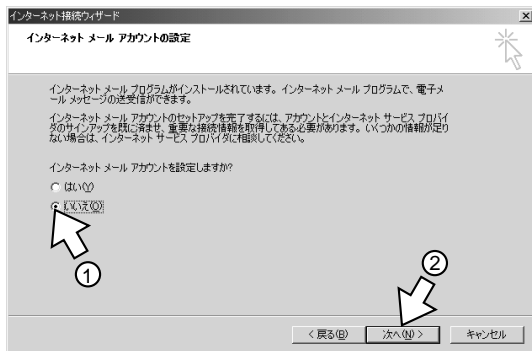 インターネット接続ウィザード
インターネット メール アカウントの設定
インターネット メール プログラムがインストールされています。インターネット メール プログラムで、電子メ
ール メッセージの送受信ができます。
インターネット メール アカウントのセットアップを完了するには、アカウントとインターネット サービス プロバイ
ダのサインアップを既に済ませ、重要な接続情報を取得してある必要があります。いくつかの情報が足り
ない場合は、インターネット サービス プロバイダに相談してください。
インターネット メール アカウントを設定しますか?
はい(Y)
いいえ(O)
①
②
< 戻る(B)
次へ(N) >
キャンセル